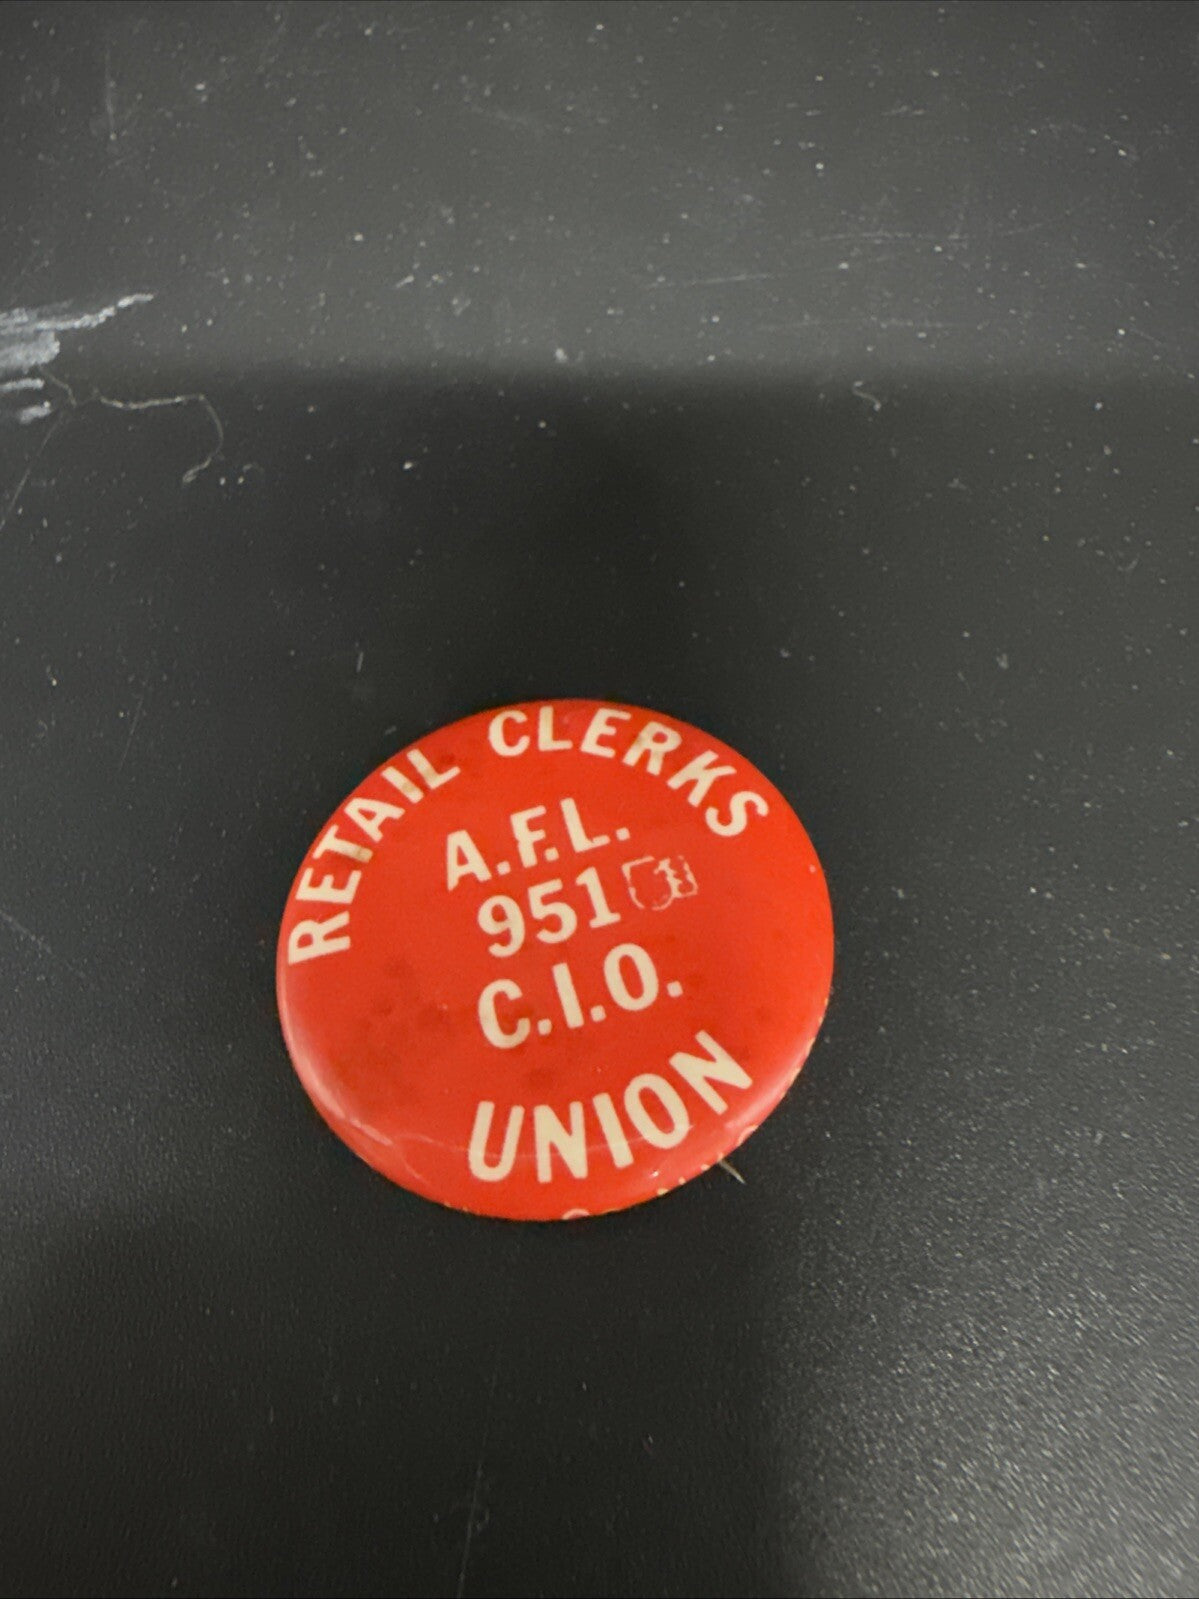 RETAIL CLERKS
A.F.L.
951
C.I.O.
UNION